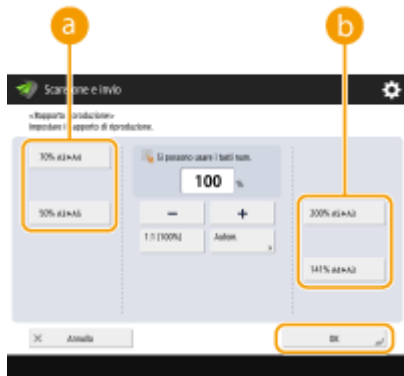 a
b
Scansione e invio
<Rapporto riproduzione>
Impostare il rapporto di riproduzione.
70% A3►A4
Si possono usare i tasti num.
100 %
50% A3►A5
−
+
200% A5►A3
1:1 (100%)
Autom.
141% A4►A3
Annulla
OK